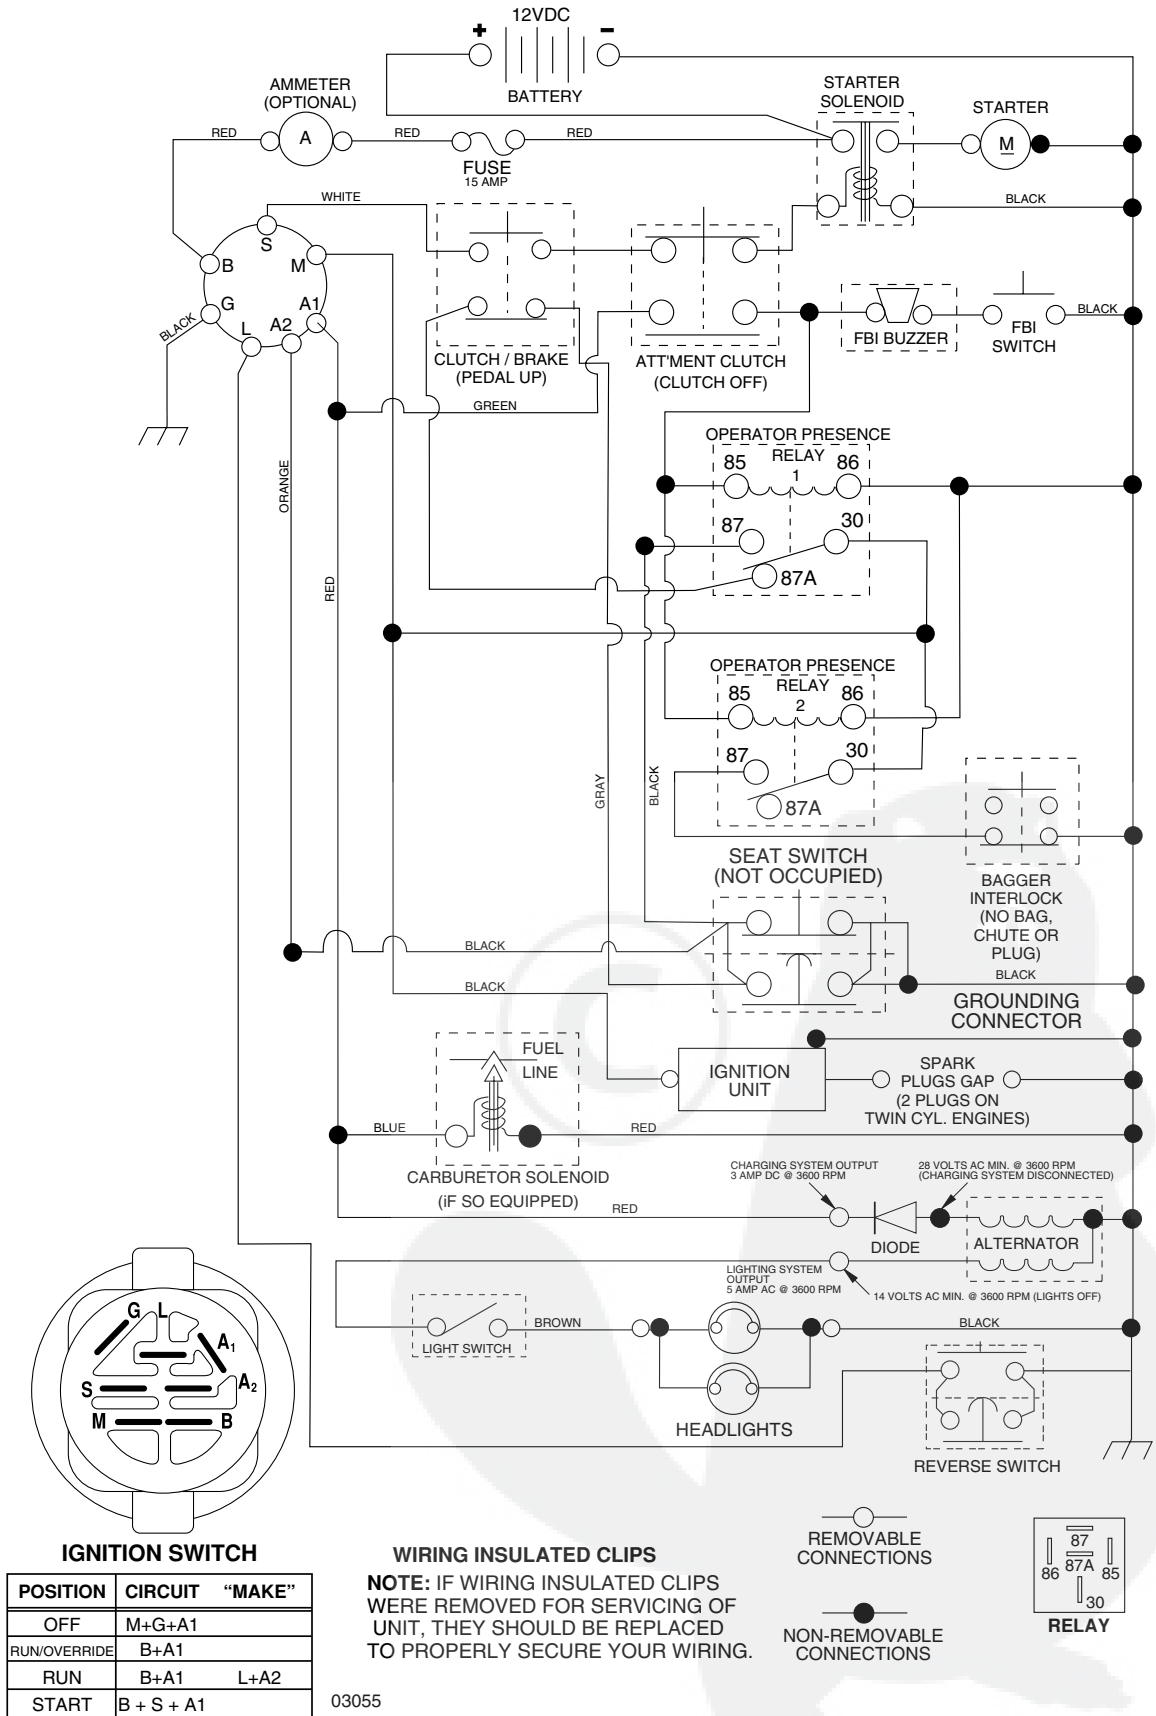 12VDC
+
−
BATTERY
AMMETER
(OPTIONAL)
A
RED
RED
RED
FUSE
15 AMP
STARTER
SOLENOID
STARTER
M
BLACK
WHITE
S
B
M
G
A1
L
A2
BLACK
CLUTCH / BRAKE
(PEDAL UP)
ATT'MENT CLUTCH
(CLUTCH OFF)
FBI BUZZER
FBI
SWITCH
BLACK
GREEN
ORANGE
RED
OPERATOR PRESENCE
RELAY
1
85
86
87
30
87A
OPERATOR PRESENCE
RELAY
2
85
86
87
30
87A
GRAY
BLACK
SEAT SWITCH
(NOT OCCUPIED)
BAGGER
INTERLOCK
(NO BAG,
CHUTE OR
PLUG)
BLACK
BLACK
BLACK
GROUNDING
CONNECTOR
FUEL
LINE
IGNITION
UNIT
SPARK
PLUGS GAP
(2 PLUGS ON
TWIN CYL. ENGINES)
BLUE
RED
CARBURETOR SOLENOID
(iF SO EQUIPPED)
CHARGING SYSTEM OUTPUT
3 AMP DC @ 3600 RPM
28 VOLTS AC MIN. @ 3600 RPM
(CHARGING SYSTEM DISCONNECTED)
RED
DIODE
ALTERNATOR
LIGHTING SYSTEM
OUTPUT
5 AMP AC @ 3600 RPM
14 VOLTS AC MIN. @ 3600 RPM (LIGHTS OFF)
BROWN
LIGHT SWITCH
BLACK
HEADLIGHTS
REVERSE SWITCH
G
L
A1
A2
S
M
B
IGNITION SWITCH
POSITION CIRCUIT “MAKE”
OFF M+G+A1
RUN/OVERRIDE B+A1
RUN B+A1 L+A2
START B + S + A1
WIRING INSULATED CLIPS
NOTE: IF WIRING INSULATED CLIPS
WERE REMOVED FOR SERVICING OF
UNIT, THEY SHOULD BE REPLACED
TO PROPERLY SECURE YOUR WIRING.
REMOVABLE
CONNECTIONS
NON-REMOVABLE
CONNECTIONS
87
87A
86
85
30
RELAY
03055
©